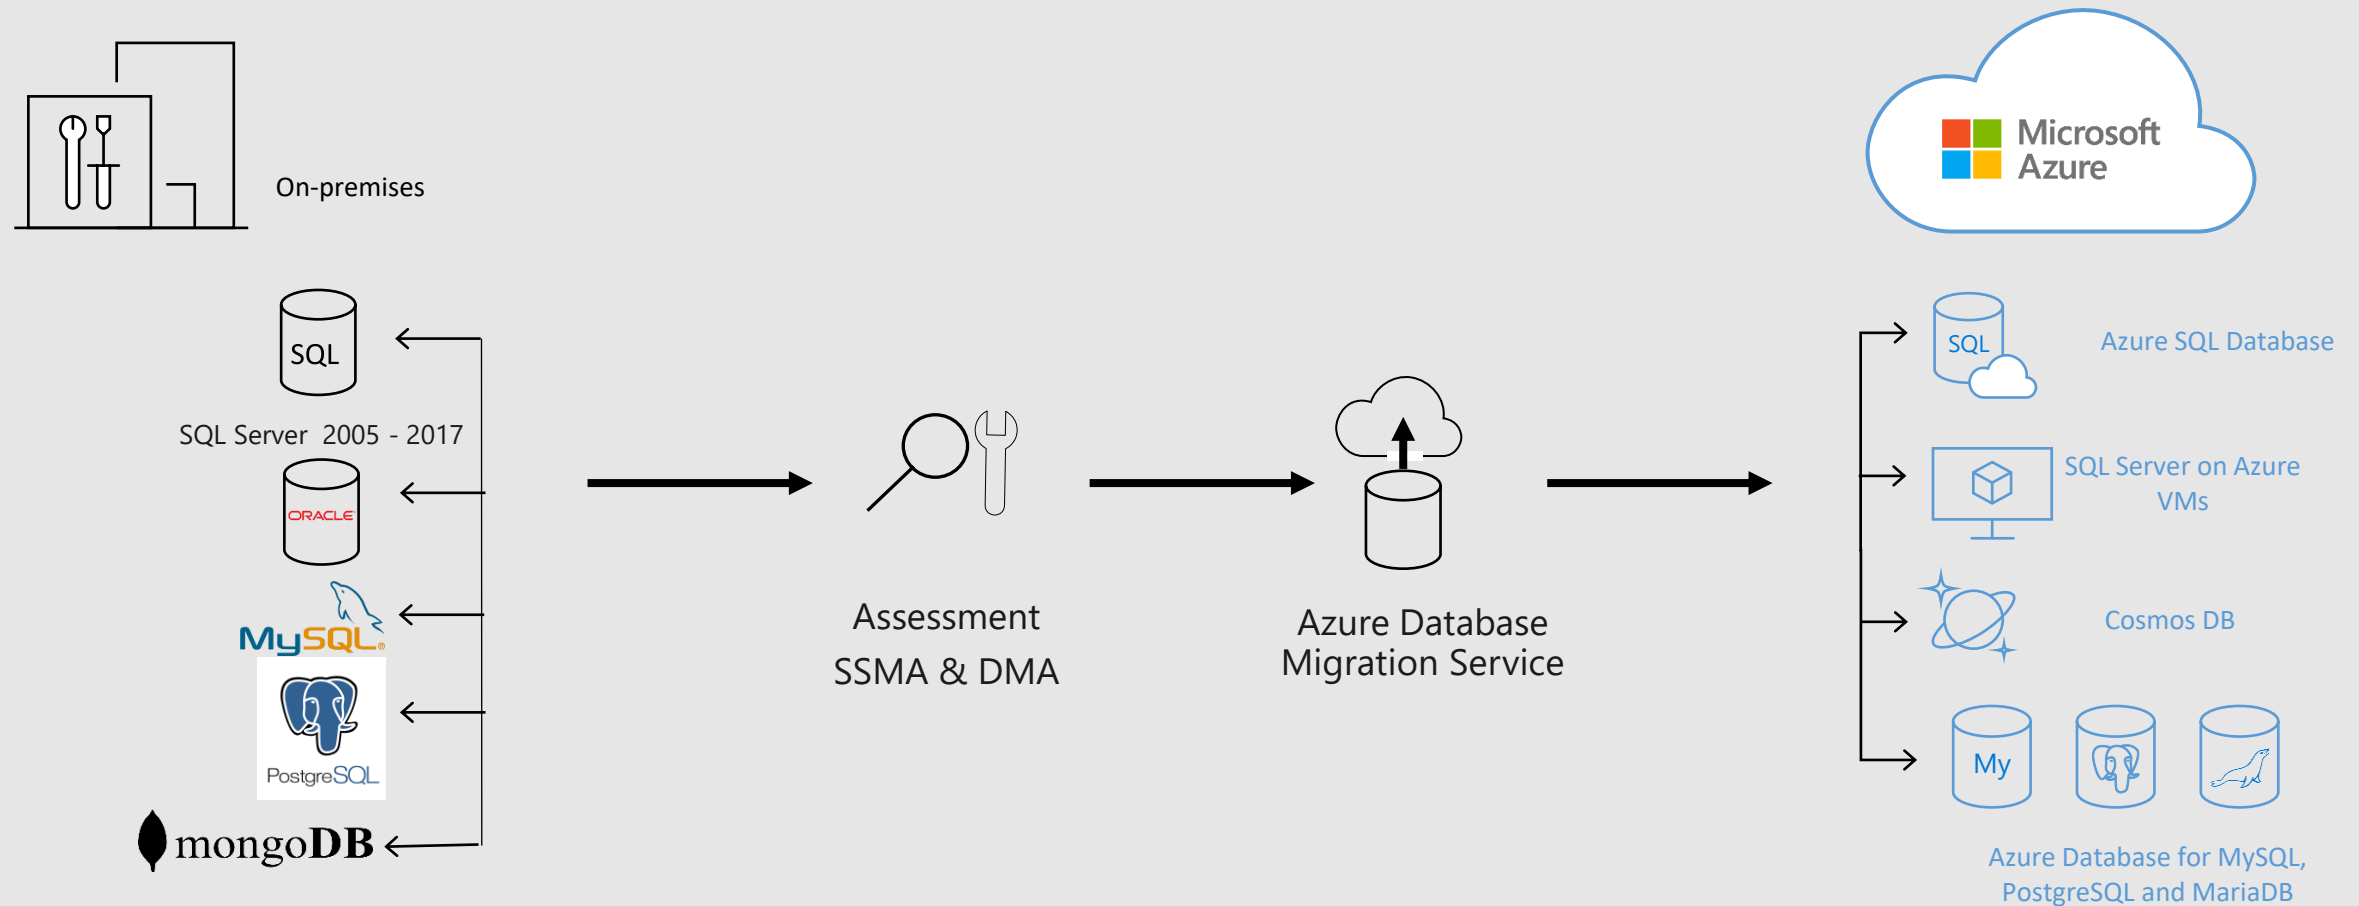 On-premises
SQL
SQL Server 2005 - 2017
ORACLE
MySQL®
PostgreSQL
mongoDB
Assessment
SSMA & DMA
Azure Database
Migration Service
Microsoft
Azure
SQL
Azure SQL Database
SQL Server on Azure
VMs
Cosmos DB
My
Azure Database for MySQL,
PostgreSQL and MariaDB